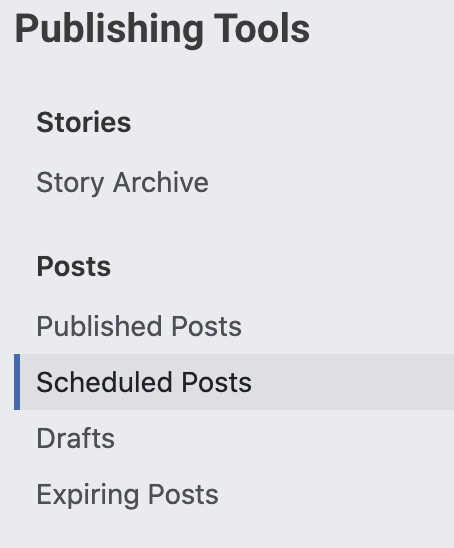 Publishing Tools
Stories
Story Archive
Posts
Published Posts
Scheduled Posts
Drafts
Expiring Posts